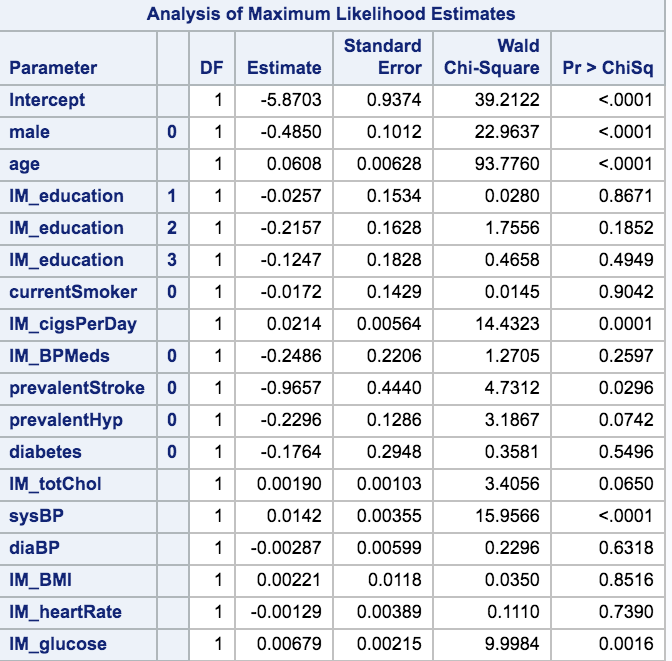 Analysis of Maximum Likelihood Estimates
Parameter DF Estimate Standard Error Wald Chi-Square Pr > ChiSq
Intercept 1 -5.8703 0.9374 39.2122 <.0001
male 0 1 -0.4850 0.1012 22.9637 <.0001
age 1 0.0608 0.00628 93.7760 <.0001
IM_education 1 1 -0.0257 0.1534 0.0280 0.8671
IM_education 2 1 -0.2157 0.1628 1.7556 0.1852
IM_education 3 1 -0.1247 0.1828 0.4658 0.4949
currentSmoker 0 1 -0.0172 0.1429 0.0145 0.9042
IM_cigsPerDay 1 0.0214 0.00564 14.4323 0.0001
IM_BPMeds 0 1 -0.2486 0.2206 1.2705 0.2597
prevalentStroke 0 1 -0.9657 0.4440 4.7312 0.0296
prevalentHyp 0 1 -0.2296 0.1286 3.1867 0.0742
diabetes 0 1 -0.1764 0.2948 0.3581 0.5496
IM_totChol 1 0.00190 0.00103 3.4056 0.0650
sysBP 1 0.0142 0.00355 15.9566 <.0001
diaBP 1 -0.00287 0.00599 0.2296 0.6318
IM_BMI 1 0.00221 0.0118 0.0350 0.8516
IM_heartRate 1 -0.00129 0.00389 0.1110 0.7390
IM_glucose 1 0.00679 0.00215 9.9984 0.0016